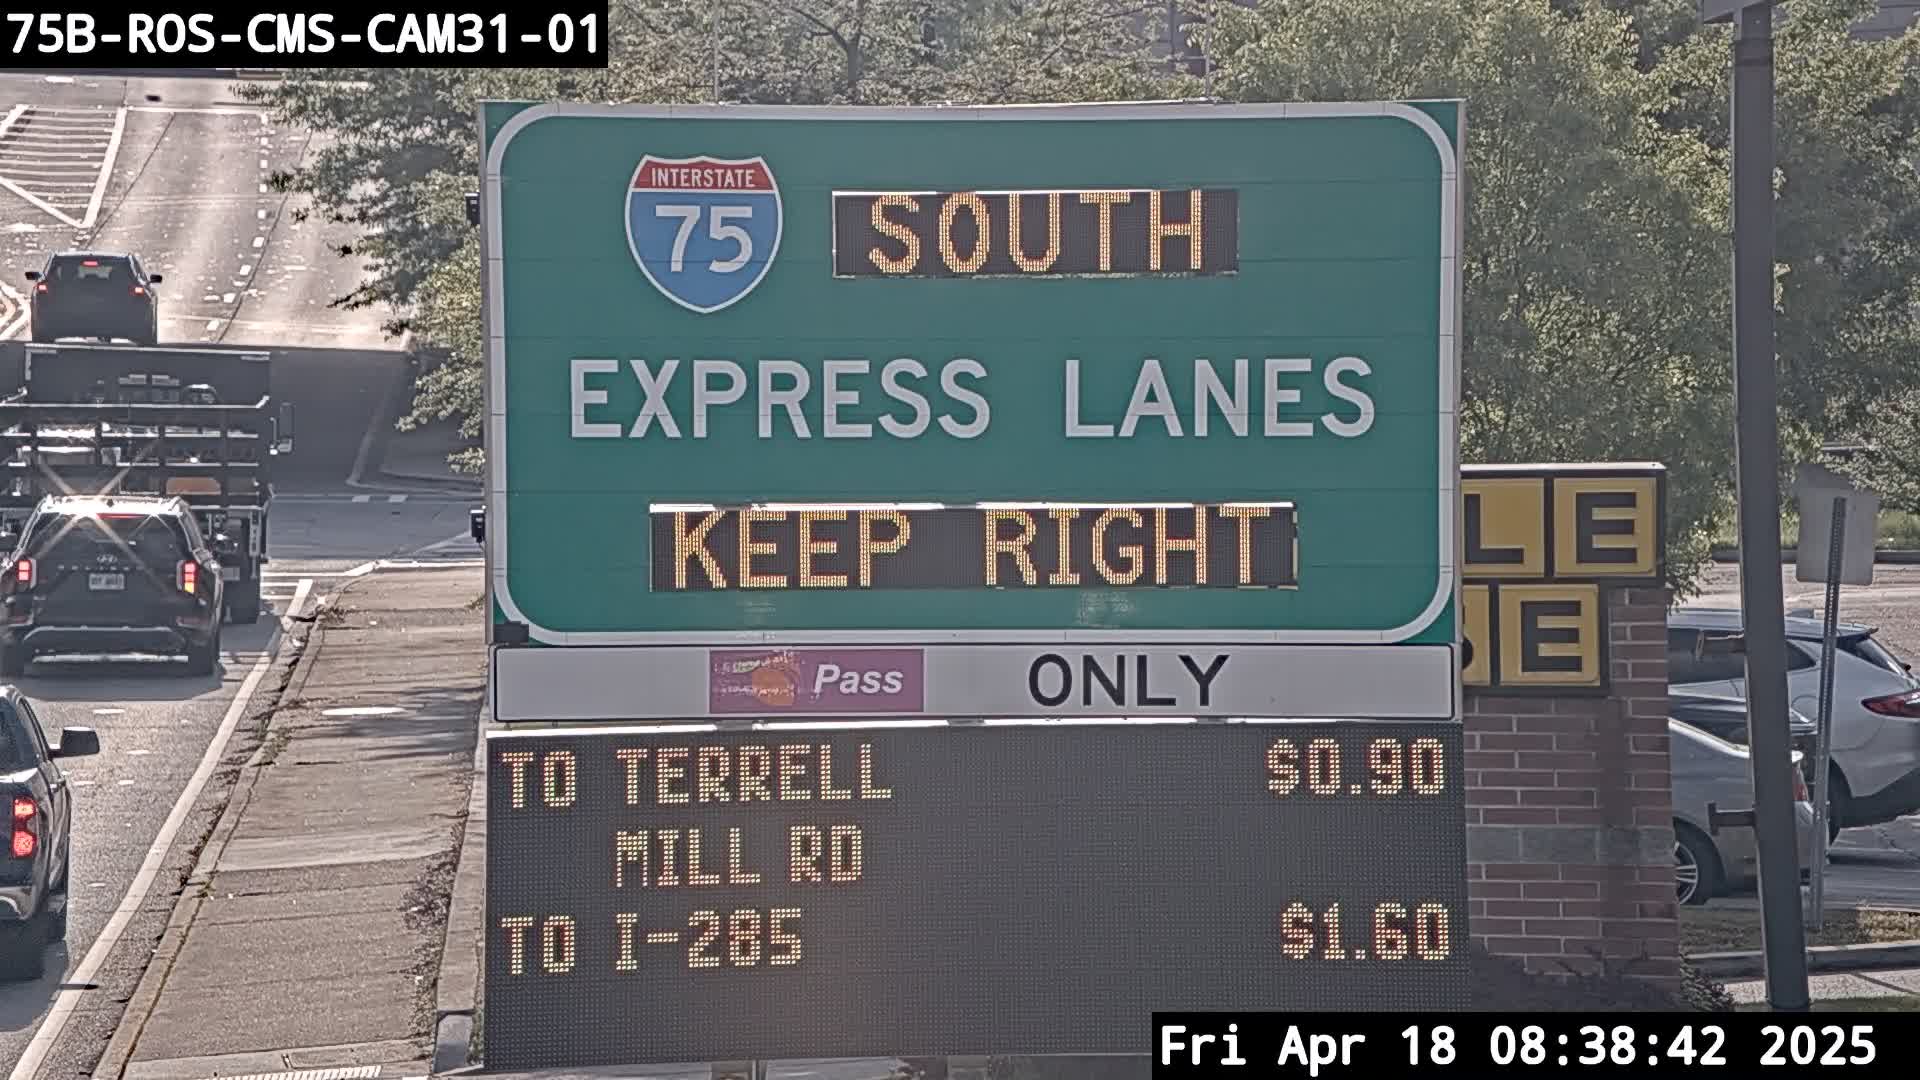 75B-ROS-CMS-CAM31-01
INTERSTATE
75
SOUTH
EXPRESS LANES
KEEP RIGHT
Pass ONLY
TO TERRELL $0.90
MILL RD
TO I-285 $1.60
LE
E
Fri Apr 18 08:38:42 2025